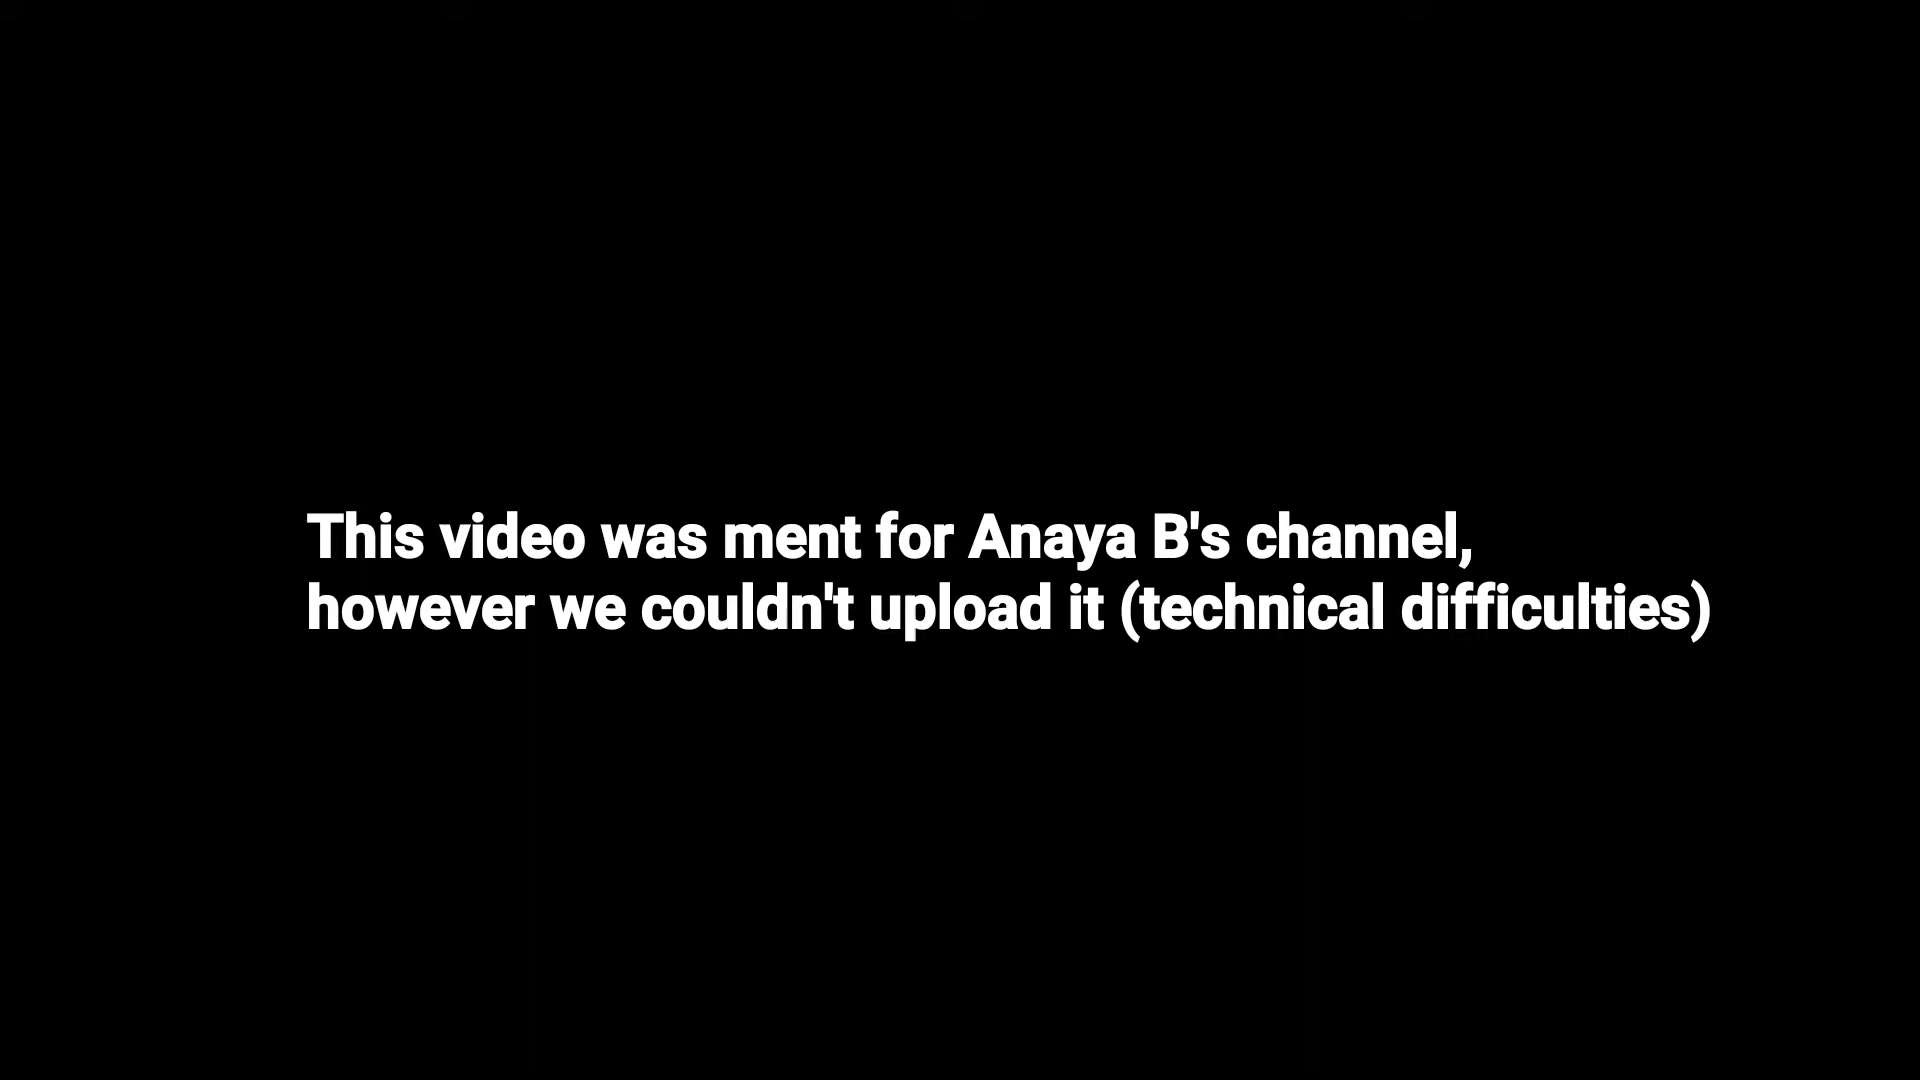 This video was ment for Anaya B's channel,
however we couldn't upload it (technical difficulties)